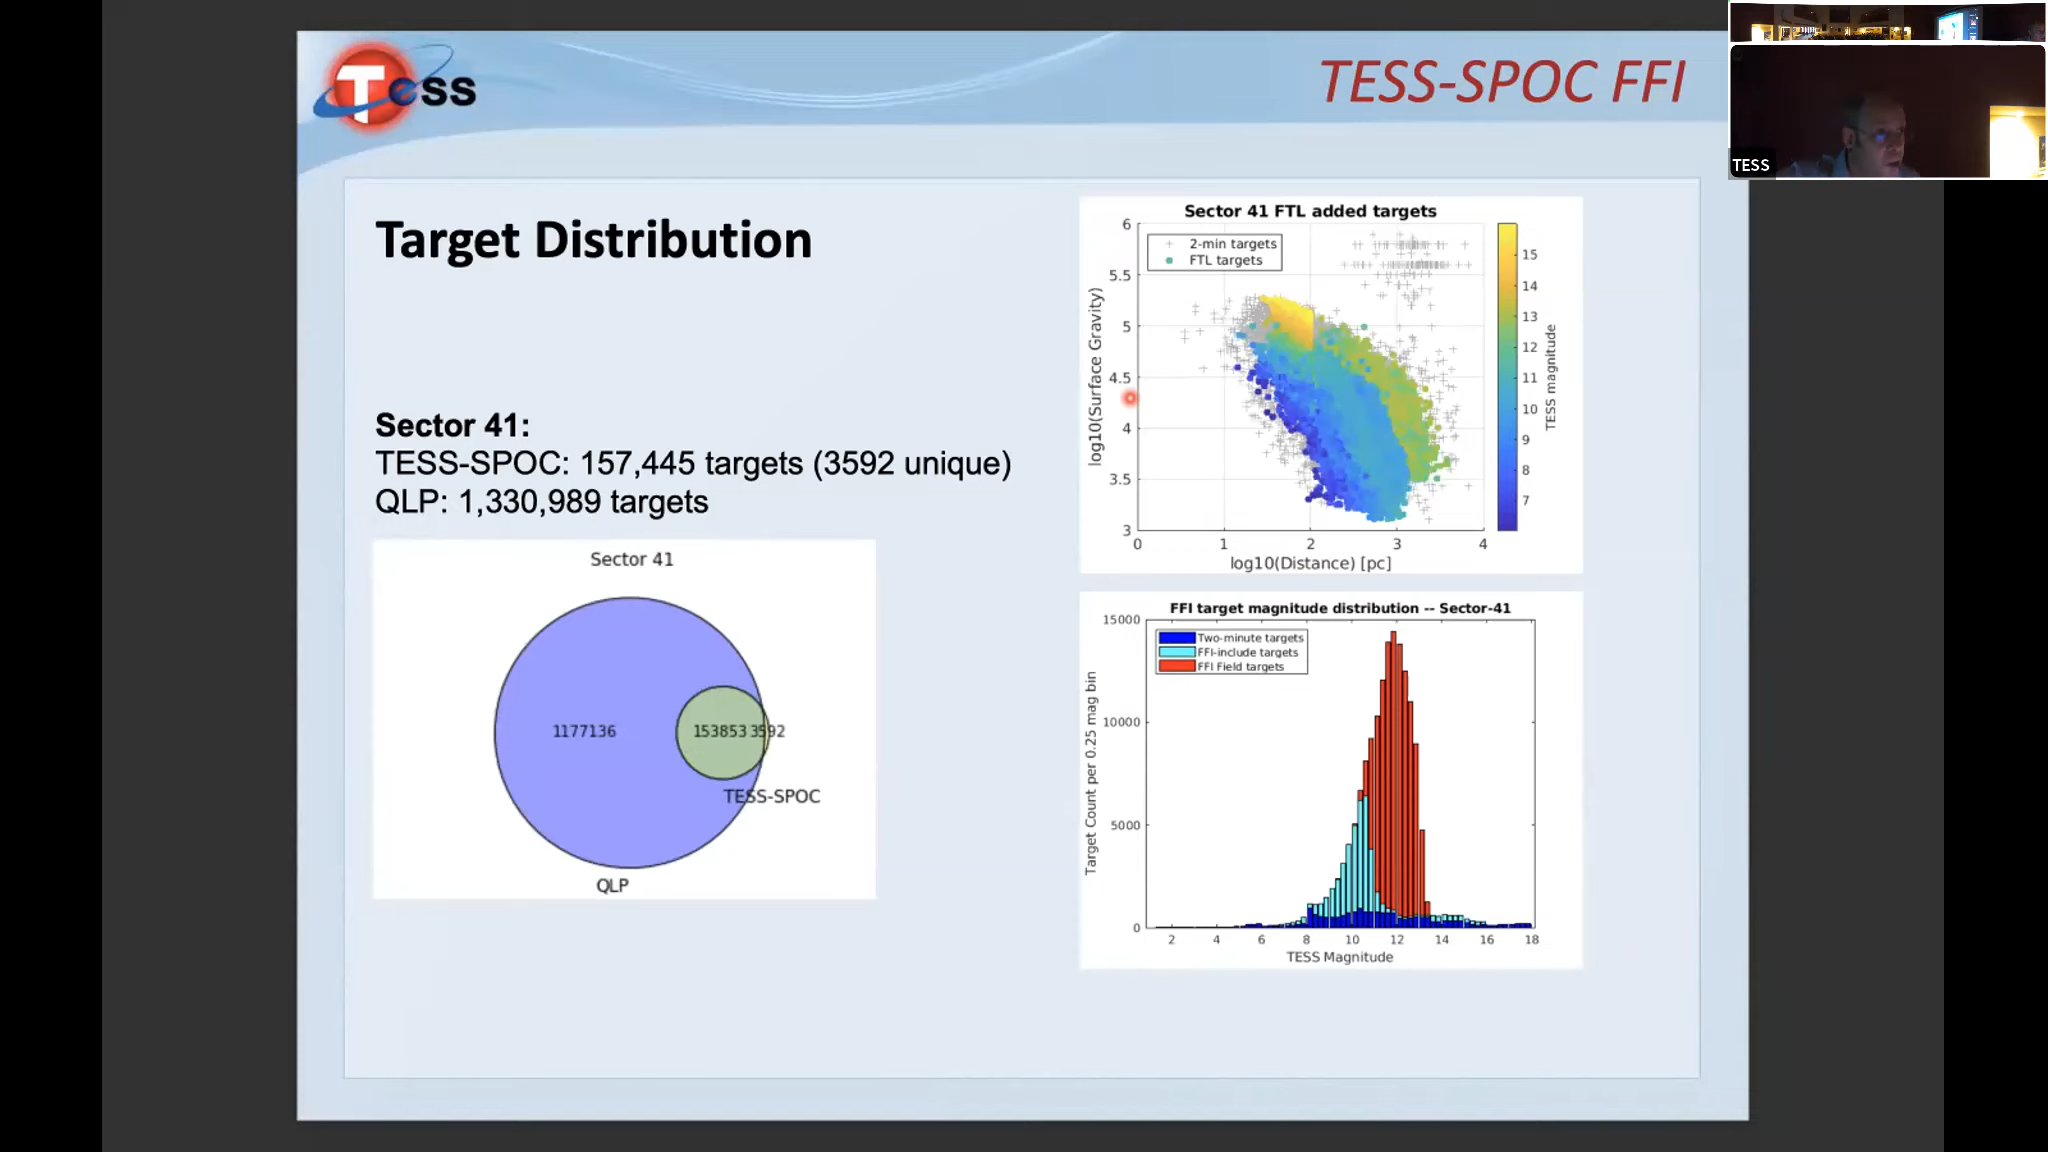 Tess
TESS-SPOC FFI
TESS
Target Distribution
Sector 41:
TESS-SPOC: 157,445 targets (3592 unique)
QLP: 1,330,989 targets
Sector 41
1177136
153853
3592
TESS-SPOC
QLP
Sector 41 FTL added targets
2-min targets
FTL targets
log10(Surface Gravity)
6
5.5
5
4.5
4
3.5
3
0 1 2 3 4
log10(Distance) [pc]
15
14
13
12
11
10
9
8
7
TESS magnitude
FFI target magnitude distribution -- Sector-41
Two-minute targets
FFI-include targets
FFI Field targets
Target Count per 0.25 mag bin
15000
10000
5000
0
2 4 6 8 10 12 14 16 18
TESS Magnitude